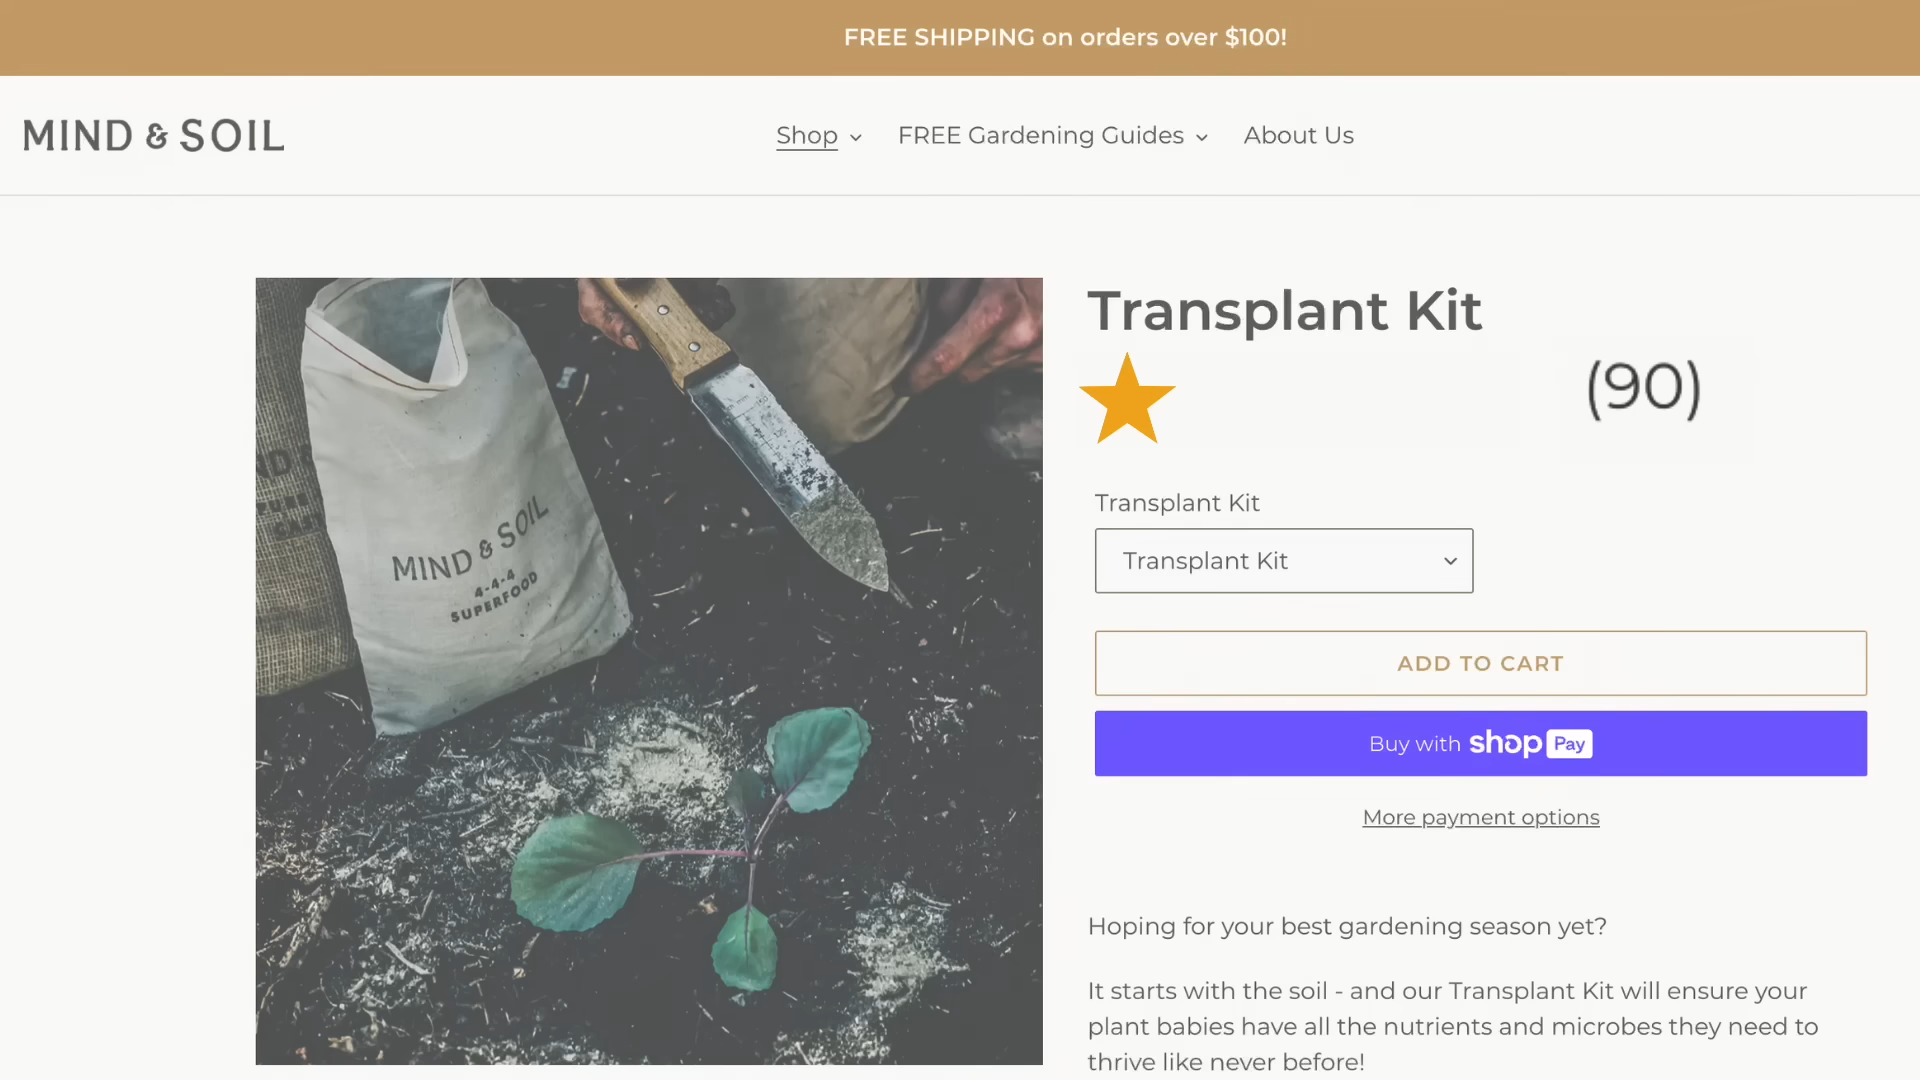 FREE SHIPPING on orders over $100!
MIND & SOIL
Shop
FREE Gardening Guides
About Us
Transplant Kit
(90)
Transplant Kit
Transplant Kit
ADD TO CART
Buy with shop Pay
More payment options
Hoping for your best gardening season yet?
It starts with the soil - and our Transplant Kit will ensure your
plant babies have all the nutrients and microbes they need to
thrive like never before!
MIND & SOIL
4-4-4
SUPERFOOD